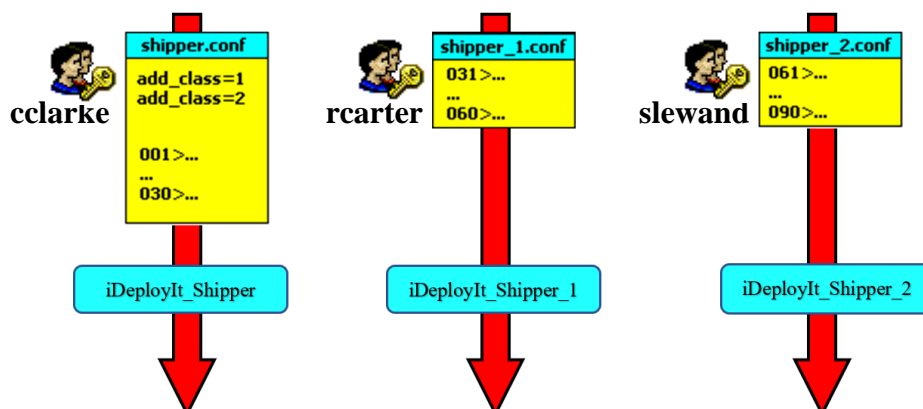 shipper.conf
add_class=1
add_class=2
001>...
...
030>...
cclarke
iDeployIt_Shipper
shipper_1.conf
031>...
...
060>...
rcarter
iDeployIt_Shipper_1
shipper_2.conf
061>...
...
090>...
slewand
iDeployIt_Shipper_2